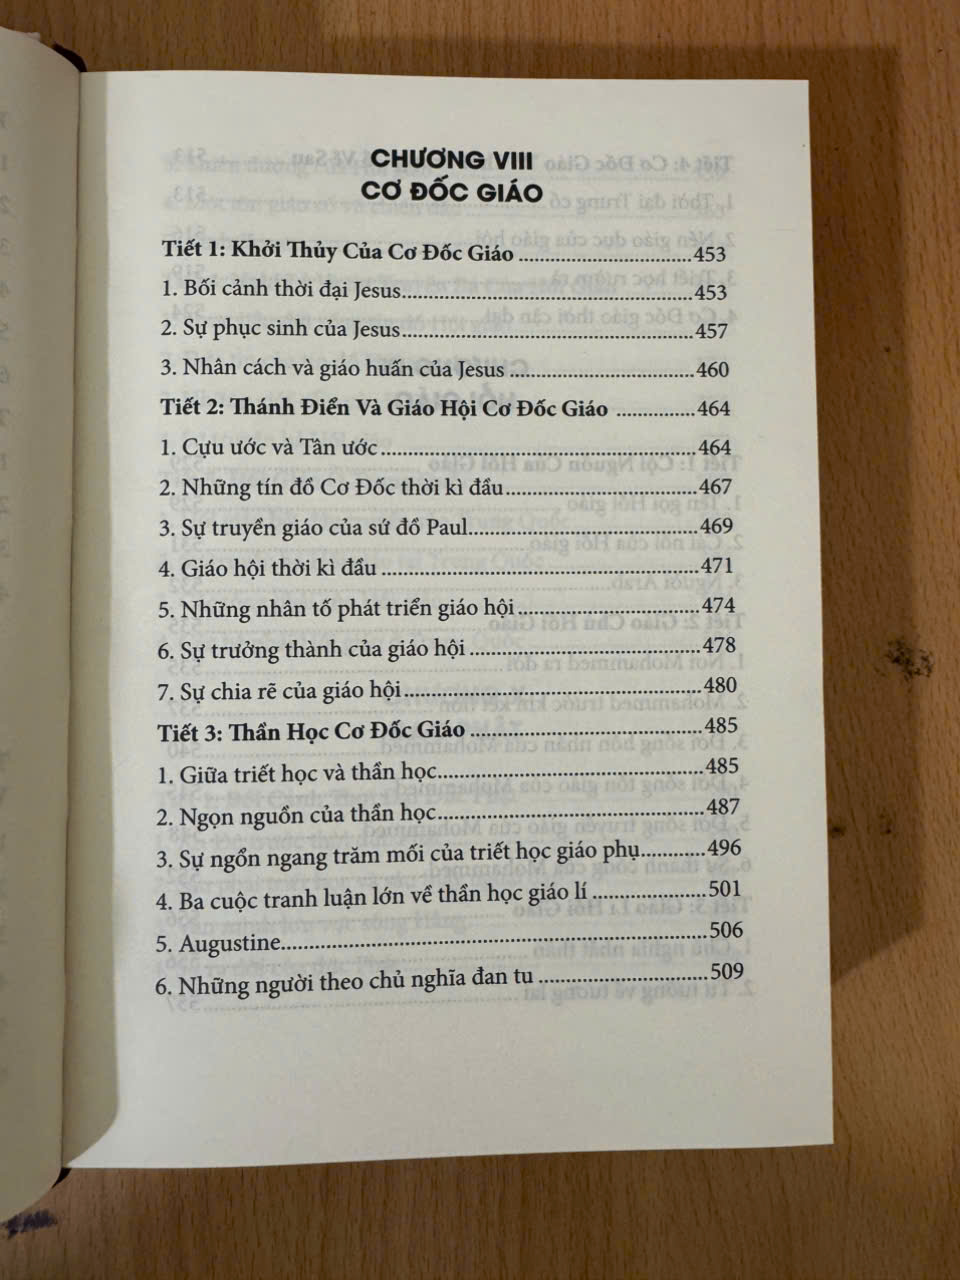 CHƯƠNG VIII
CƠ ĐỐC GIÁO
Tiết 1: Khởi Thủy Của Cơ Đốc Giáo ..............................453
1. Bối cảnh thời đại Jesus..................................................453
2. Sự phục sinh của Jesus..................................................457
3. Nhân cách và giáo huấn của Jesus ................................460
Tiết 2: Thánh Điển Và Giáo Hội Cơ Đốc Giáo ..............464
1. Cựu ước và Tân ước......................................................464
2. Những tín đồ Cơ Đốc thời kì đầu..................................467
3. Sự truyền giáo của sứ đồ Paul.......................................469
4. Giáo hội thời kì đầu ......................................................471
5. Những nhân tố phát triển giáo hội................................474
6. Sự trưởng thành của giáo hội .......................................478
7. Sự chia rẽ của giáo hội..................................................480
Tiết 3: Thần Học Cơ Đốc Giáo .......................................485
1. Giữa triết học và thần học.............................................485
2. Ngọn nguồn của thần học.............................................487
3. Sự ngổn ngang trăm mối của triết học giáo phụ............496
4. Ba cuộc tranh luận lớn về thần học giáo lí ...................501
5. Augustine......................................................................506
6. Những người theo chủ nghĩa đan tu .............................509